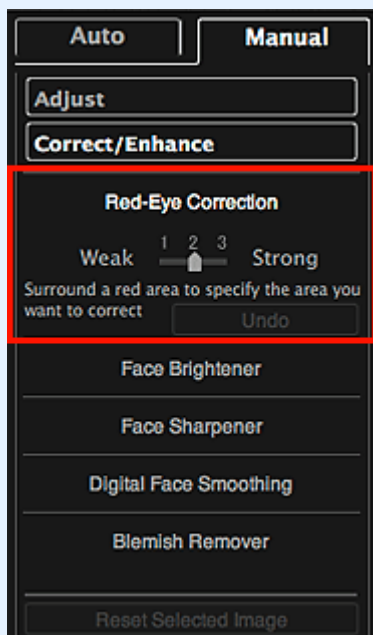 Auto Manual
Adjust
Correct/Enhance
Red-Eye Correction
1 2 3
Weak Strong
Surround a red area to specify the area you
want to correct Undo
Face Brightener
Face Sharpener
Digital Face Smoothing
Blemish Remover
Reset Selected Image